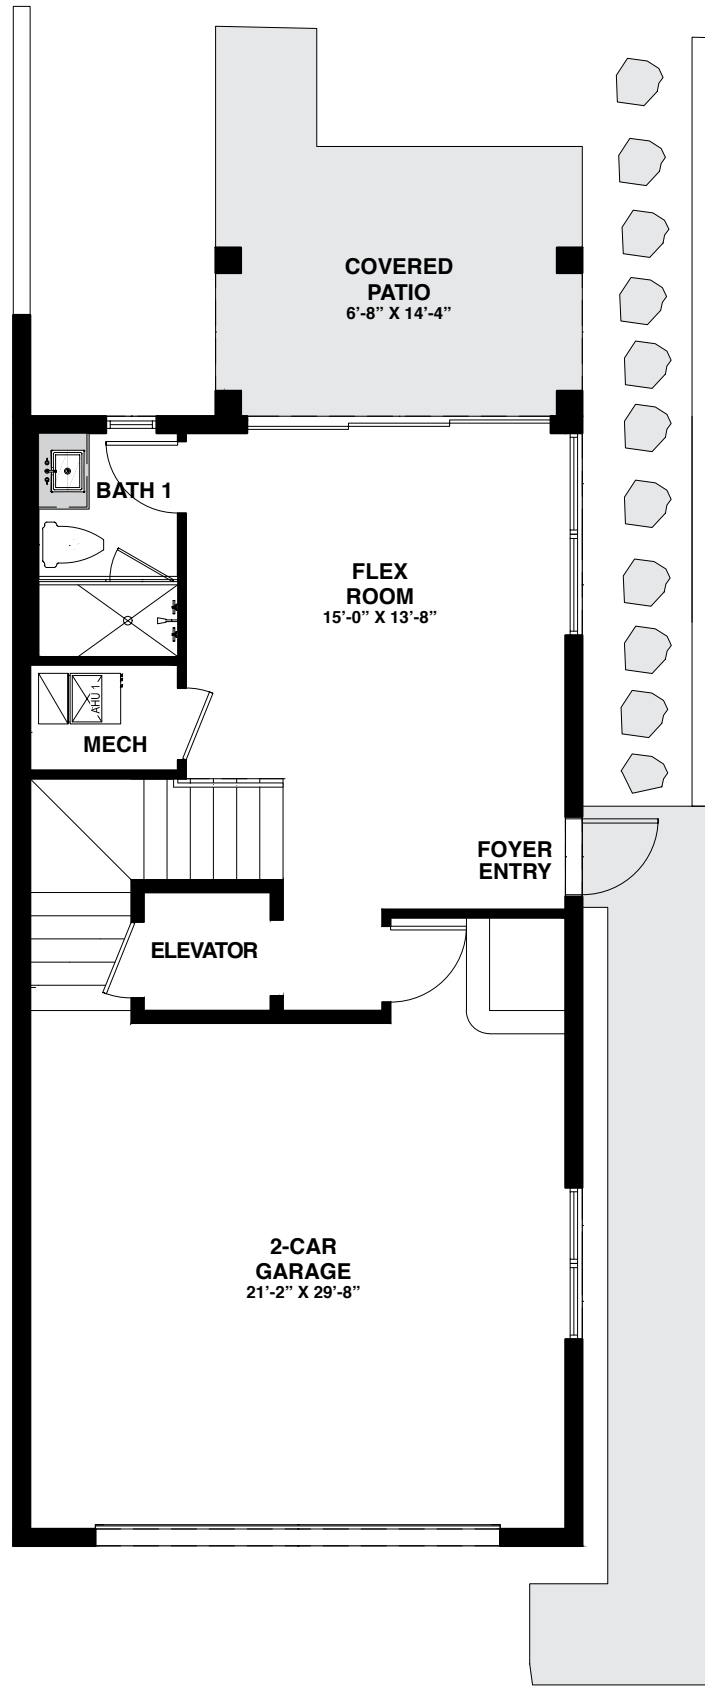 COVERED
PATIO
6’-8” X 14’-4”
BATH 1
FLEX
ROOM
15’-0” X 13’-8”
AHU 1
MECH
FOYER
ENTRY
ELEVATOR
2-CAR
GARAGE
21’-2” X 29’-8”